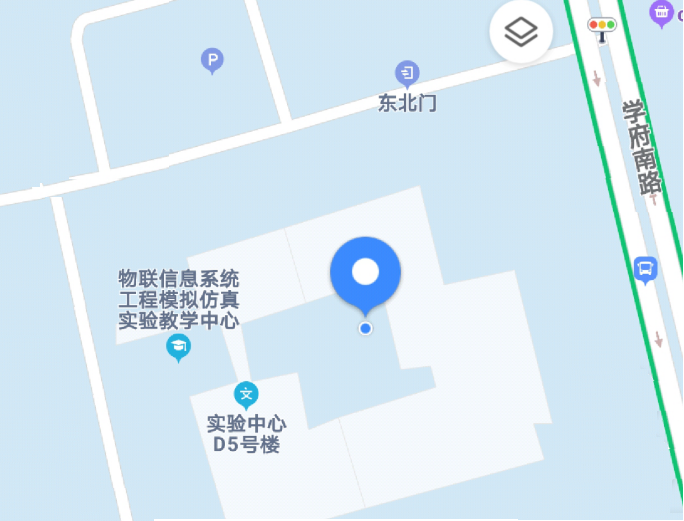 P
东北门
学府南路
物联信息系统
工程模拟仿真
实验教学中心
文
实验中心
D5号楼